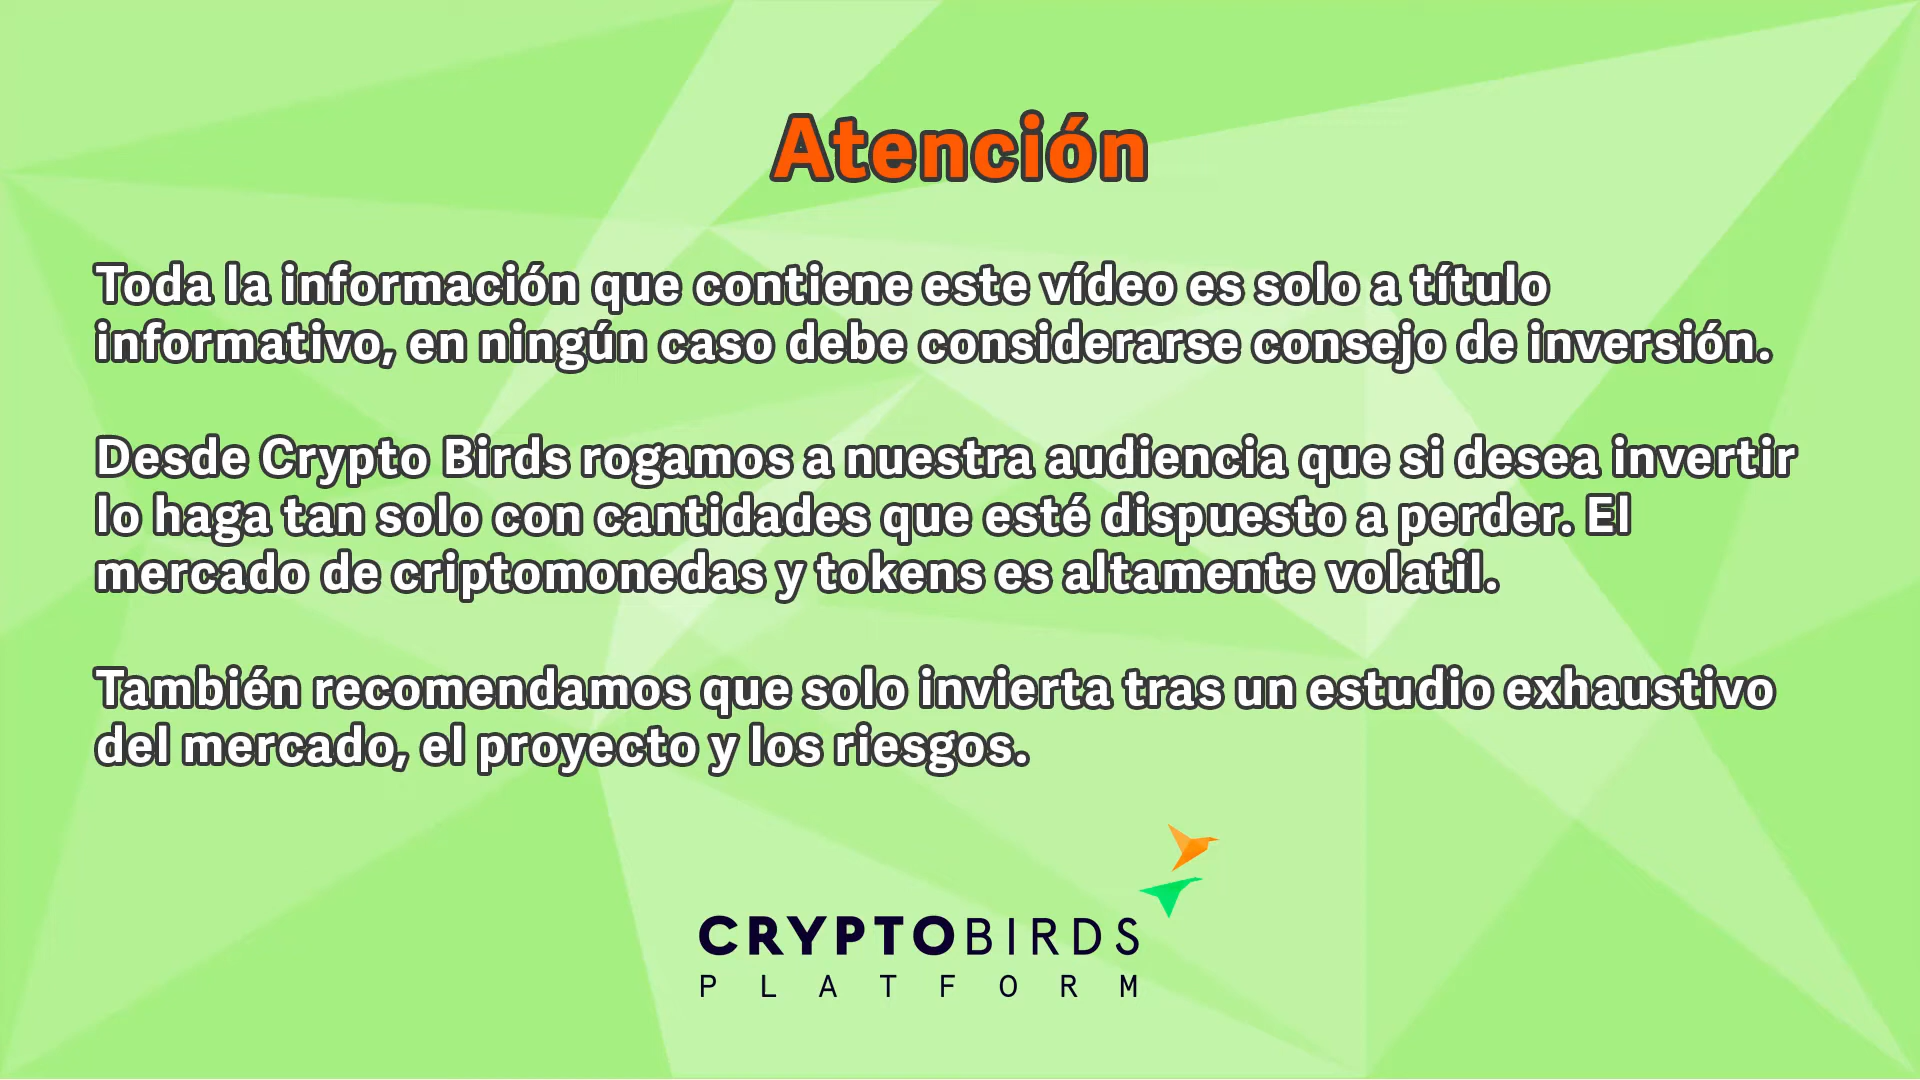 Atención
Toda la información que contiene este vídeo es solo a título
informativo, en ningún caso debe considerarse consejo de inversión.
Desde Crypto Birds rogamos a nuestra audiencia que si desea invertir
lo haga tan solo con cantidades que esté dispuesto a perder. El
mercado de criptomonedas y tokens es altamente volatil.
También recomendamos que solo invierta tras un estudio exhaustivo
del mercado, el proyecto y los riesgos.
CRYPTOBIRDS
PLATFORM